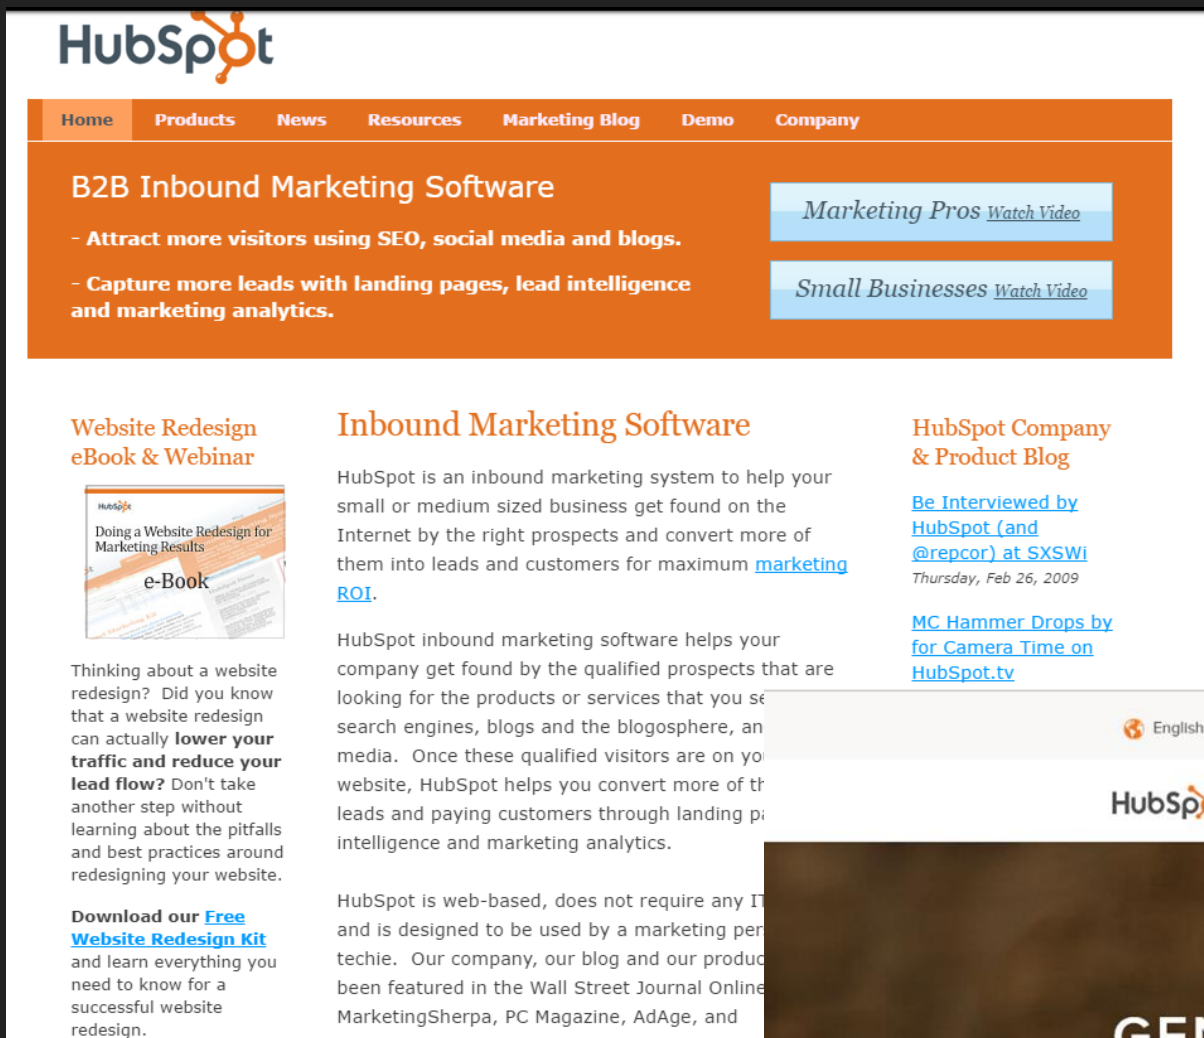 HubSpot
Home Products News Resources Marketing Blog Demo Company
B2B Inbound Marketing Software
- Attract more visitors using SEO, social media and blogs.
- Capture more leads with landing pages, lead intelligence
and marketing analytics.
Marketing Pros Watch Video
Small Businesses Watch Video
Website Redesign
eBook & Webinar
HubSpot
Doing a Website Redesign for
Marketing Results
e-Book
Thinking about a website
redesign?  Did you know
that a website redesign
can actually lower your
traffic and reduce your
lead flow? Don't take
another step without
learning about the pitfalls
and best practices around
redesigning your website.
Download our Free
Website Redesign Kit
and learn everything you
need to know for a
successful website
redesign.
Inbound Marketing Software
HubSpot is an inbound marketing system to help your
small or medium sized business get found on the
Internet by the right prospects and convert more of
them into leads and customers for maximum marketing
ROI.
HubSpot inbound marketing software helps your
company get found by the qualified prospects that are
looking for the products or services that you se
search engines, blogs and the blogosphere, an
media.  Once these qualified visitors are on yo
website, HubSpot helps you convert more of th
leads and paying customers through landing pa
intelligence and marketing analytics.
HubSpot is web-based, does not require any IT
and is designed to be used by a marketing per
techie.  Our company, our blog and our produc
been featured in the Wall Street Journal Online
MarketingSherpa, PC Magazine, AdAge, and
HubSpot Company
& Product Blog
Be Interviewed by
HubSpot (and
@repcor) at SXSWi
Thursday, Feb 26, 2009
MC Hammer Drops by
for Camera Time on
HubSpot.tv
English
HubSp
GEN